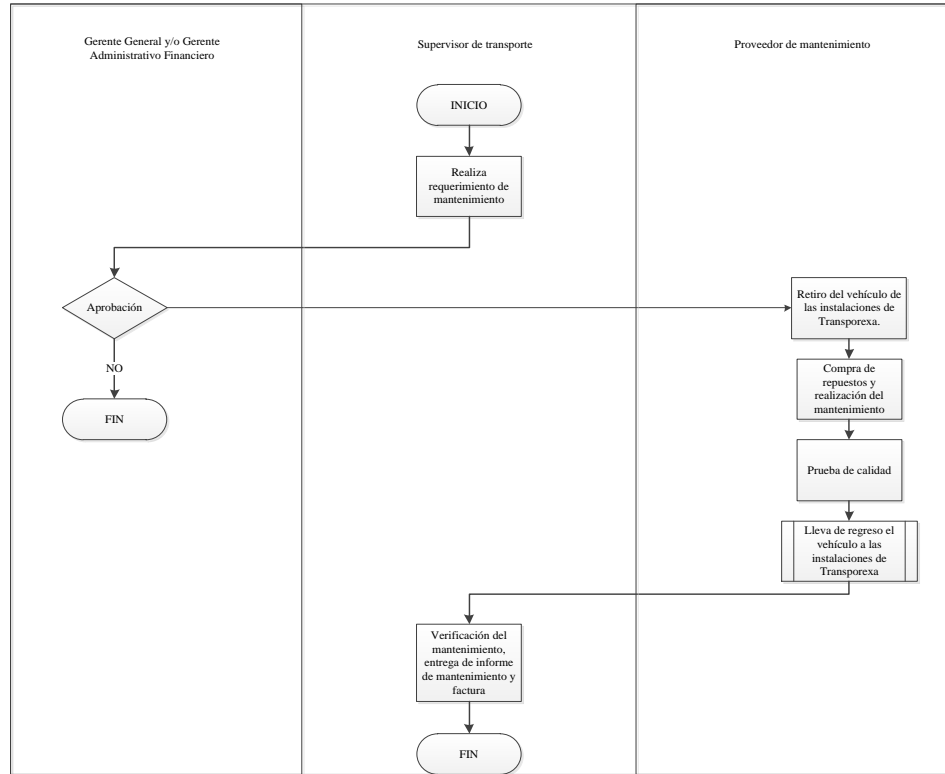 Gerente General y/o Gerente
Administrativo Financiero
Supervisor de transporte
Proveedor de mantenimiento
INICIO
Realiza
requerimiento de
mantenimiento
Aprobación
Retiro del vehículo de
las instalaciones de
Transporexa.
NO
Compra de
repuestos y
realización del
mantenimiento
FIN
Prueba de calidad
Lleva de regreso el
vehículo a las
instalaciones de
Transporexa
Verificación del
mantenimiento,
entrega de informe
de mantenimiento y
factura
FIN